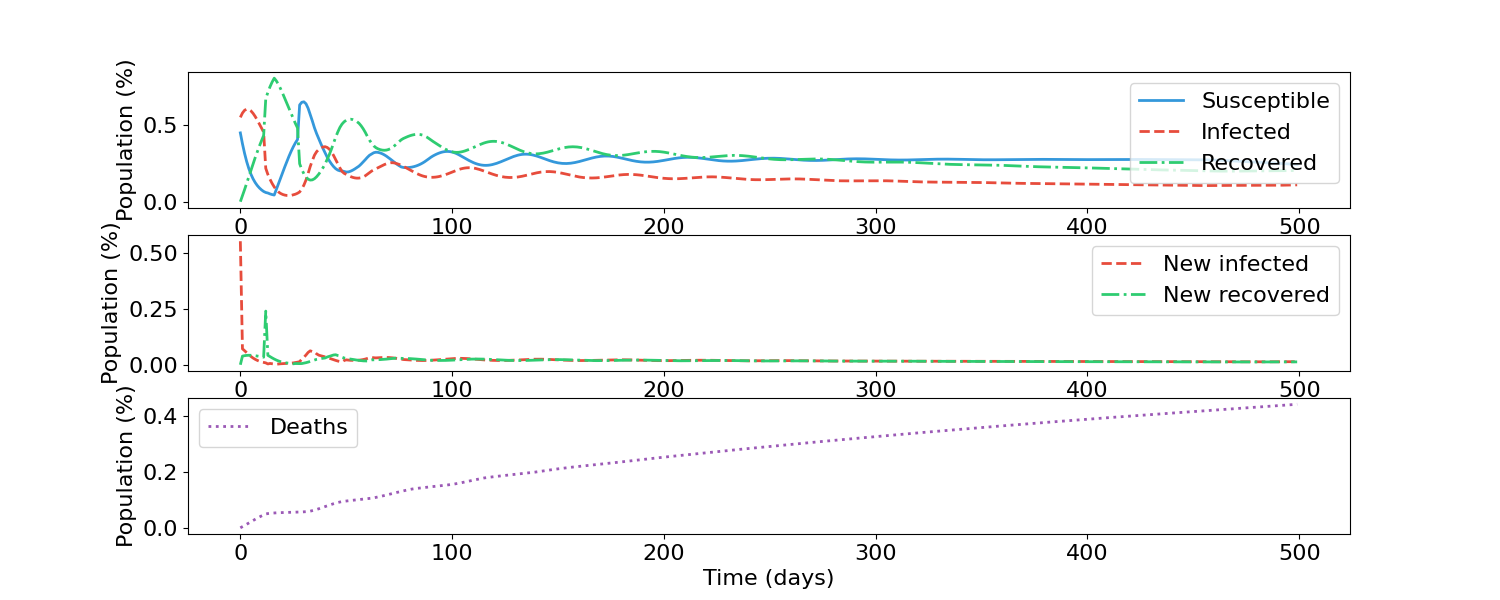 Population (%)
0.5
0.0
Susceptible
Infected
Recovered
0 100 200 300 400 500
Population (%)
0.50
0.25
0.00
New infected
New recovered
0 100 200 300 400 500
Population (%)
0.4
0.2
0.0
Deaths
0 100 200 300 400 500
Time (days)